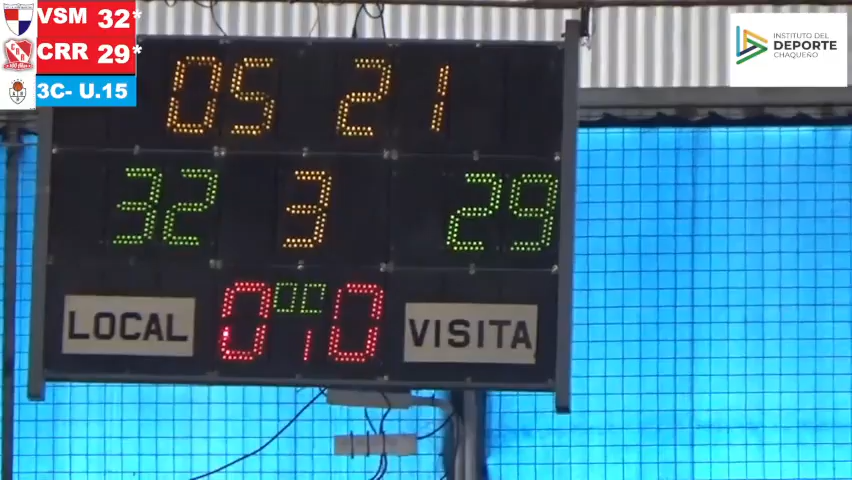 VSM 32*
CRR 29*
3C- U.15
INSTITUTO DEL
DEPORTE
CHAQUEÑO
05 21
32 3 29
0 0
LOCAL
VISITA